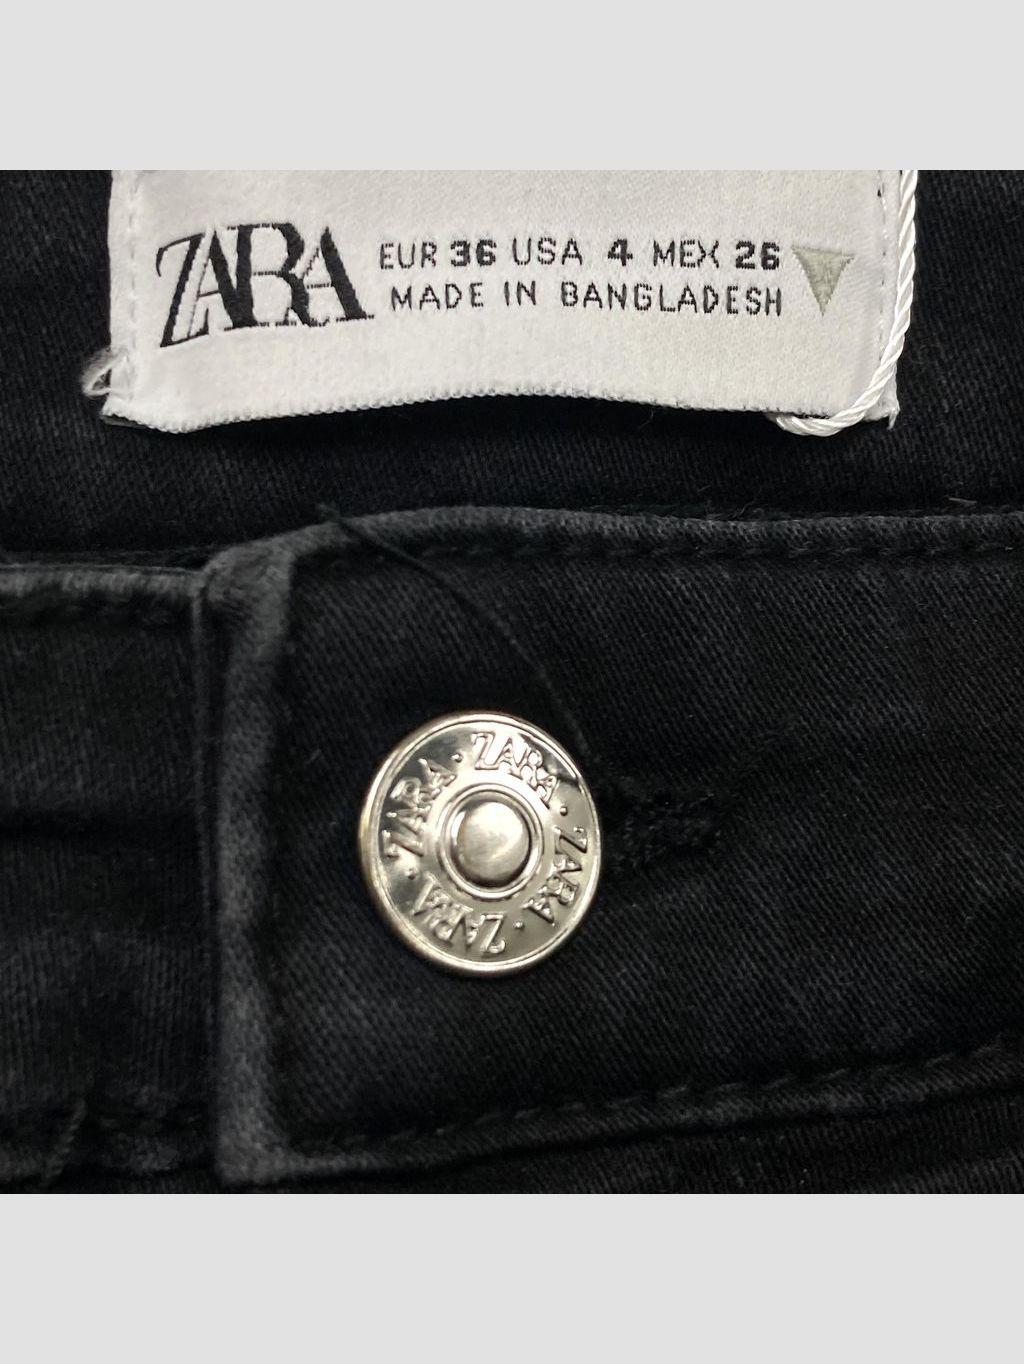 ZARA
EUR 36 USA 4 MEX 26
MADE IN BANGLADESH
ZARA · ZARA · ZARA · ZARA ·